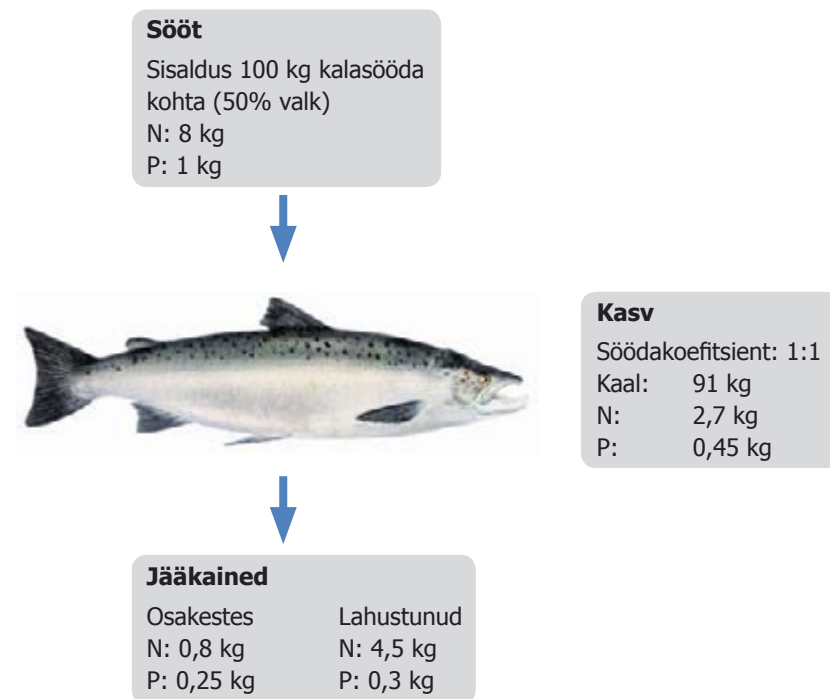 Sööt
Sisaldus 100 kg kalasööda
kohta (50% valk)
N: 8 kg
P: 1 kg
Kasv
Söödakoefitsient: 1:1
Kaal: 91 kg
N: 2,7 kg
P: 0,45 kg
Jääkained
Osakestes Lahustunud
N: 0,8 kg N: 4,5 kg
P: 0,25 kg P: 0,3 kg